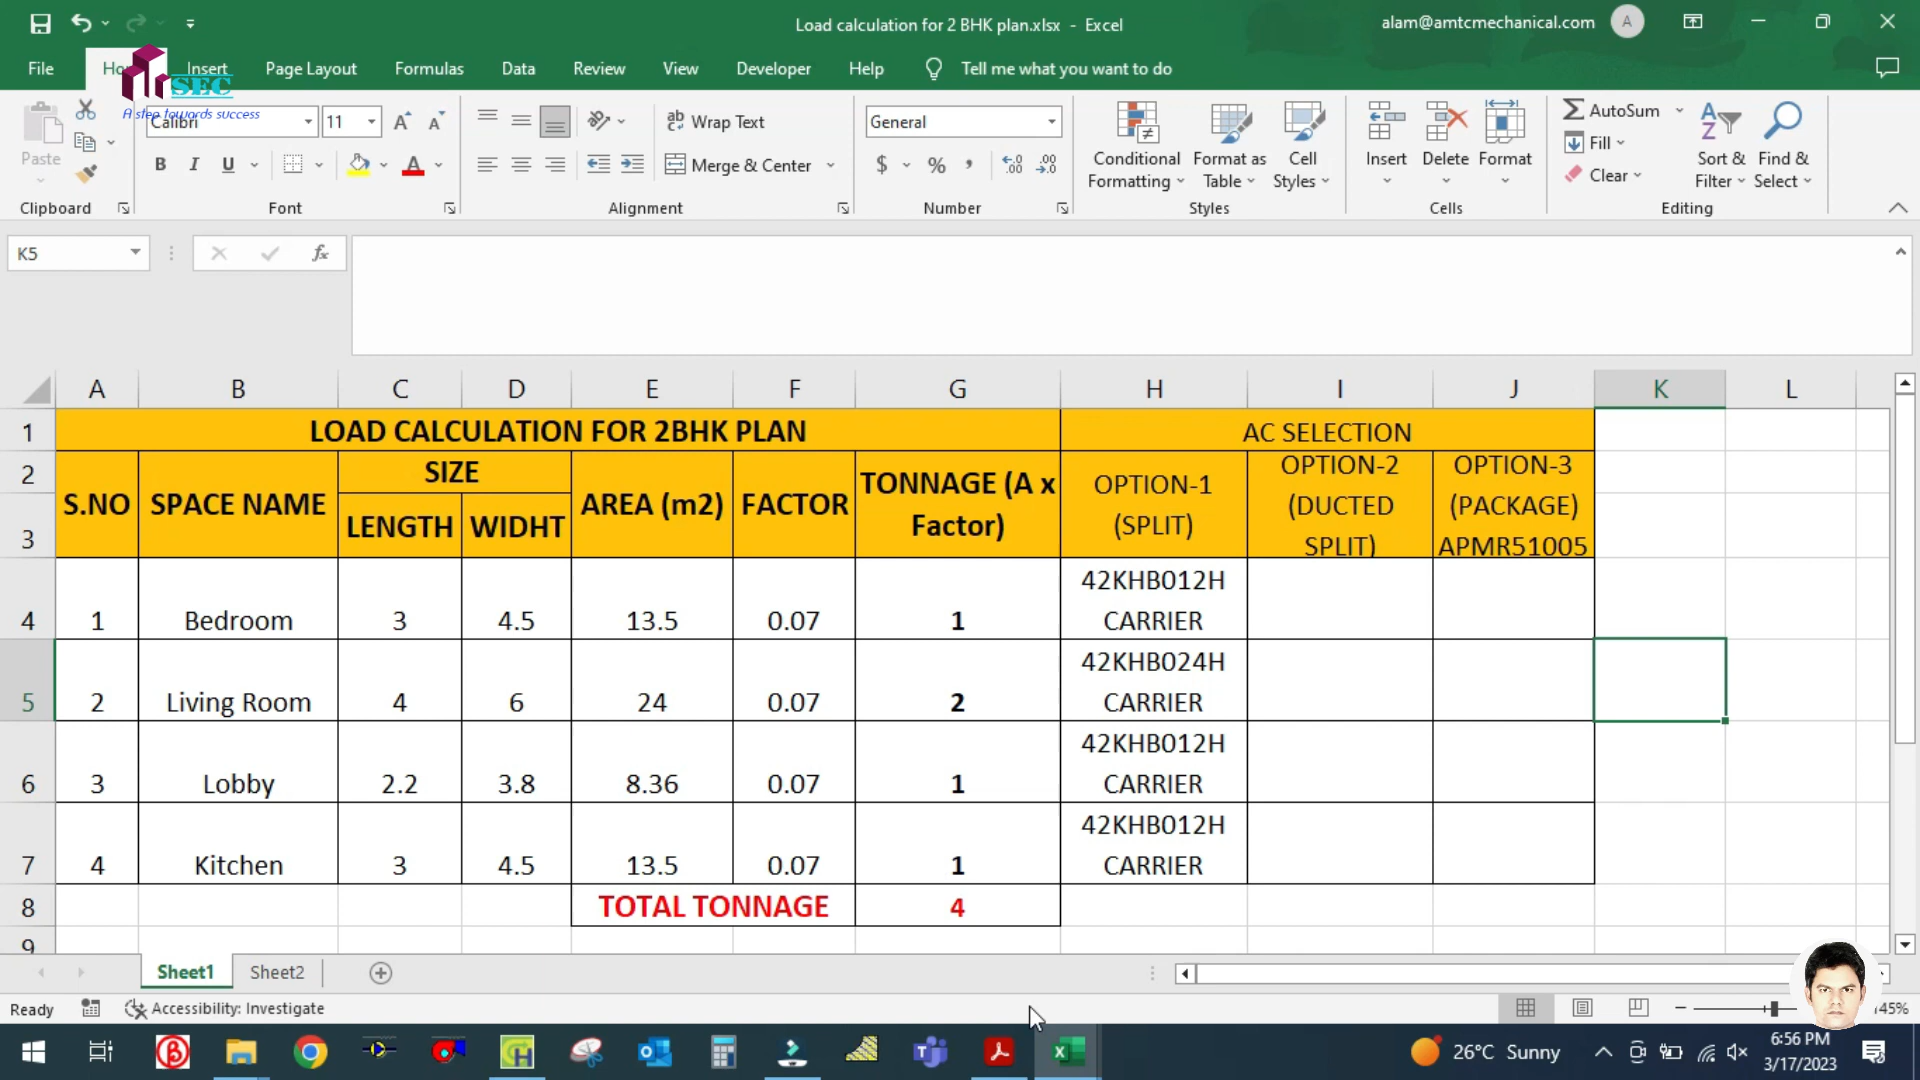 Load calculation for 2 BHK plan.xlsx - Excel
alam@amtcmechanical.com
A
File
Insert
Page Layout
Formulas
Data
Review
View
Developer
Help
Tell me what you want to do
SEC
A step towards success
Paste
Clipboard
Calibri
11
B I U
Font
Wrap Text
Merge & Center
Alignment
General
$ % ,
Number
Conditional Formatting
Format as Table
Cell Styles
Styles
Insert
Delete
Format
Cells
AutoSum
Fill
Clear
Sort & Filter
Find & Select
Editing
K5
fx
A B C D E F G H I J K L
1 LOAD CALCULATION FOR 2BHK PLAN AC SELECTION
2
3
S.NO
SPACE NAME
SIZE
LENGTH WIDHT
AREA (m2)
FACTOR
TONNAGE (A x
Factor)
OPTION-1
(SPLIT)
OPTION-2
(DUCTED
SPLIT)
OPTION-3
(PACKAGE)
APMR51005
4 1 Bedroom 3 4.5 13.5 0.07 1 42KHB012H CARRIER
5 2 Living Room 4 6 24 0.07 2 42KHB024H CARRIER
6 3 Lobby 2.2 3.8 8.36 0.07 1 42KHB012H CARRIER
7 4 Kitchen 3 4.5 13.5 0.07 1 42KHB012H CARRIER
8 TOTAL TONNAGE 4
9
Sheet1
Sheet2
Ready
Accessibility: Investigate
26°C Sunny
6:56 PM
3/17/2023